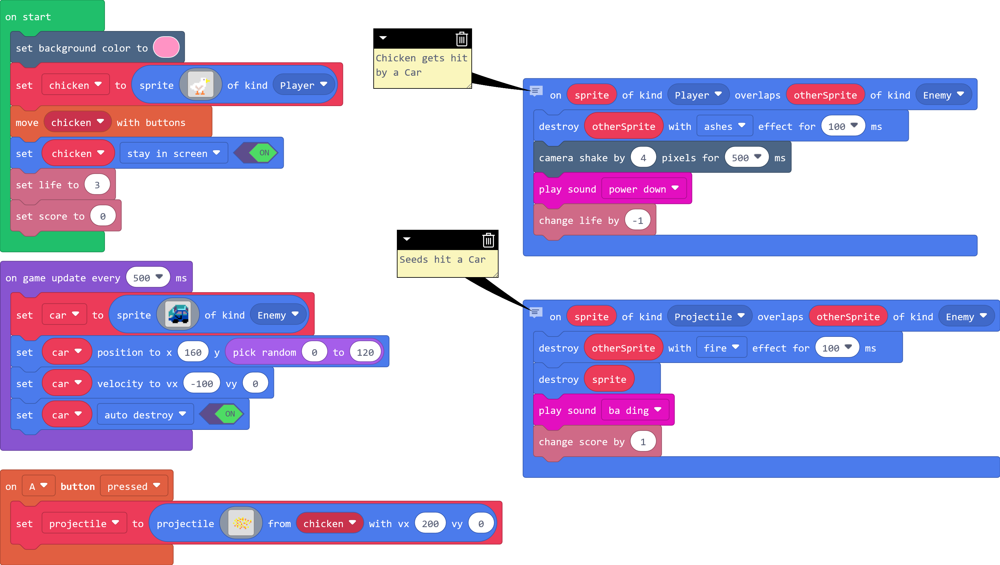 on start
set background color to
set chicken to sprite of kind Player
move chicken with buttons
set chicken stay in screen ON
set life to 3
set score to 0
on game update every 500 ms
set car to sprite of kind Enemy
set car position to x 160 y pick random 0 to 120
set car velocity to vx -100 vy 0
set car auto destroy ON
on A button pressed
set projectile to projectile from chicken with vx 200 vy 0
Chicken gets hit
by a Car
on sprite of kind Player overlaps otherSprite of kind Enemy
destroy otherSprite with ashes effect for 100 ms
camera shake by 4 pixels for 500 ms
play sound power down
change life by -1
Seeds hit a Car
on sprite of kind Projectile overlaps otherSprite of kind Enemy
destroy otherSprite with fire effect for 100 ms
destroy sprite
play sound ba ding
change score by 1